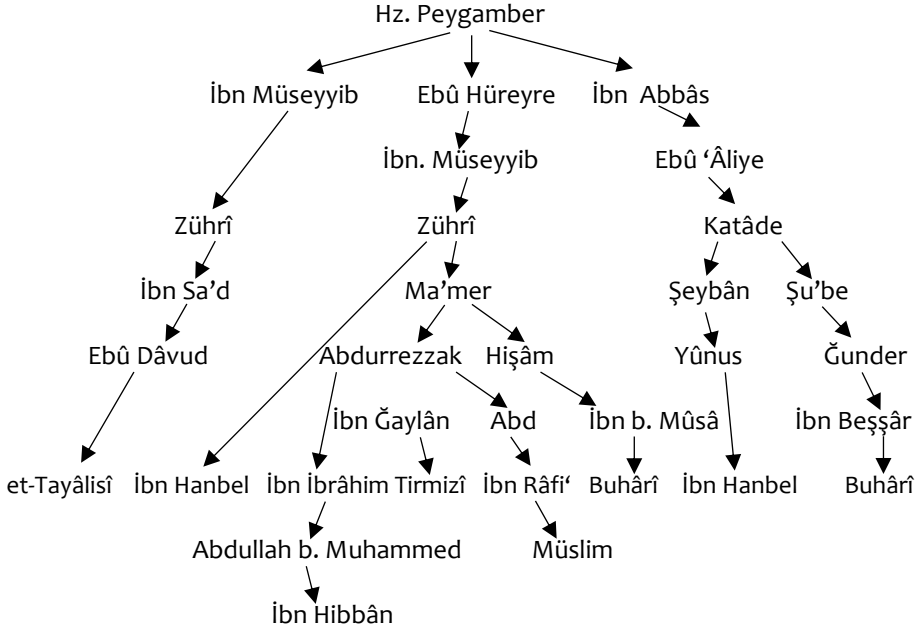 Hz. Peygamber
İbn Müseyyib Ebû Hüreyre İbn Abbâs
İbn. Müseyyib Ebû ‘Âliye
Zührî Zührî Katâde
İbn Sa’d Ma’mer Şeybân Şu’be
Ebû Dâvud Abdurrezzak Hişâm Yûnus Ğunder
İbn Ğaylân Abd İbn b. Mûsâ İbn Beşşâr
et-Tayâlisî İbn Hanbel İbn İbrâhim Tirmizî İbn Râfi‘ Buhârî İbn Hanbel Buhârî
Abdullah b. Muhammed Müslim
İbn Hibbân